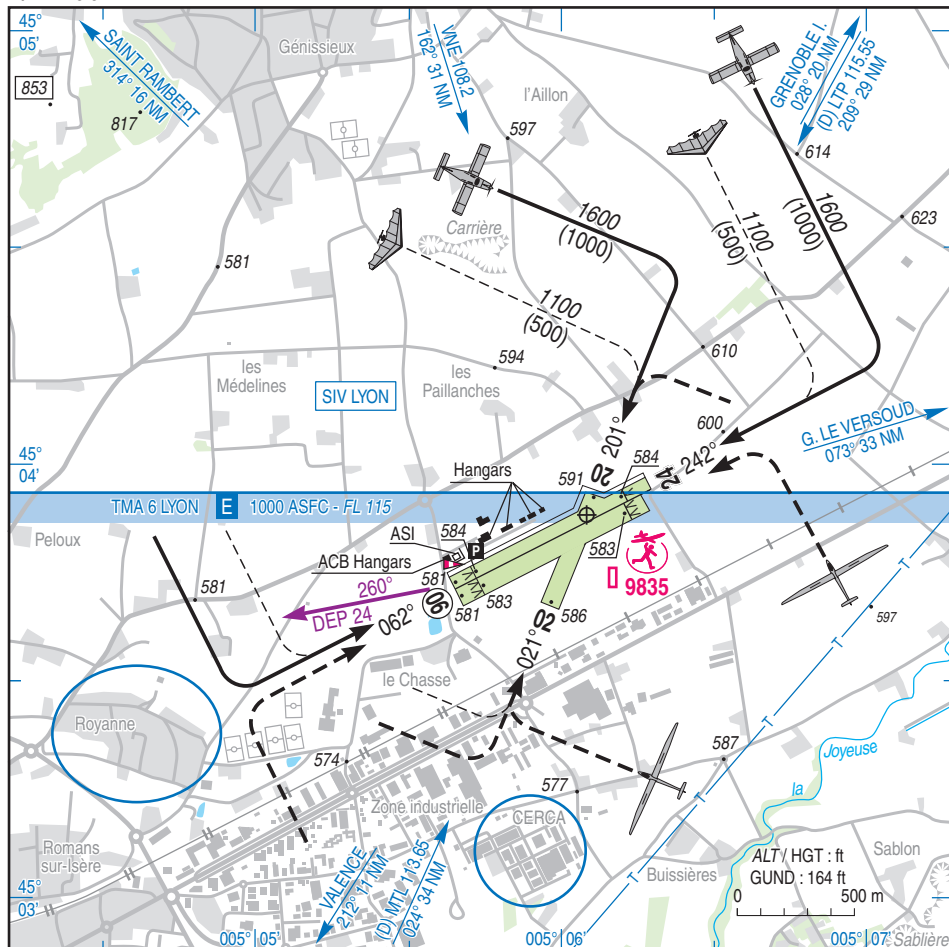 45°
05'
853
817
SAINT RAMBERT
314° 16 NM
Génissieux
VNE 108.2
162° 31 NM
l'Aillon
597
GRENOBLE I.
028° 20 NM
(D) LTP 115.55
209° 29 NM
614
623
Carrière
1600
(1000)
1100
(500)
1100
(500)
1600
(1000)
581
594
610
les
Médelines
les
Paillanches
SIV LYON
600
G. LE VERSOUD
073° 33 NM
45°
04'
201°
20
242°
24
Hangars
591
584
TMA 6 LYON
E
1000 ASFC - FL 115
Peloux
ASI
584
P
ACB Hangars
583
9835
581
581
260°
DEP 24
062°
06
581
583
02
586
021°
597
le Chasse
Royanne
574
587
577
Zone industrielle
CERCA
la
Joyeuse
T
T
T
T
Romans
sur-Isère
VALENCE
212° 11 NM
(D) MTL 113.65
024° 34 NM
Buissières
Sablon
ALT / HGT : ft
GUND : 164 ft
0
500 m
45°
03'
005° 05'
005° 06'
005° 07'
Sablière